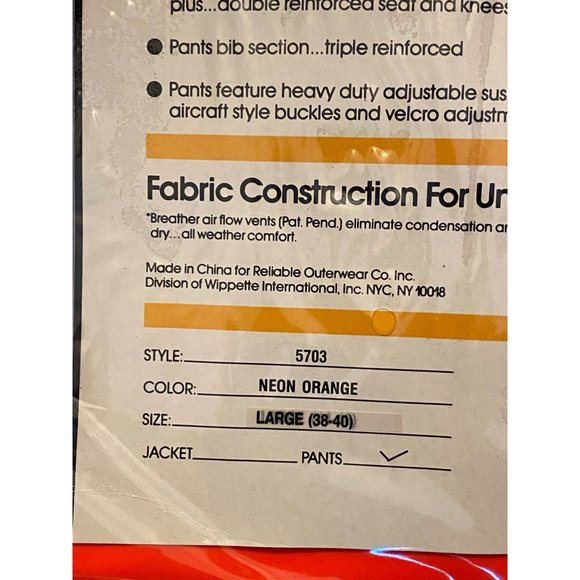 plus...double reinforced seat and knees
● Pants bib section...triple reinforced
● Pants feature heavy duty adjustable sus
aircraft style buckles and velcro adjustm
Fabric Construction For Un
*Breather air flow vents (Pat. Pend.) eliminate condensation an
dry...all weather comfort.
Made in China for Reliable Outerwear Co. Inc.
Division of Wippette International, Inc. NYC, NY 10018
STYLE: 5703
COLOR: NEON ORANGE
SIZE: LARGE (38-40)
JACKET PANTS ✓